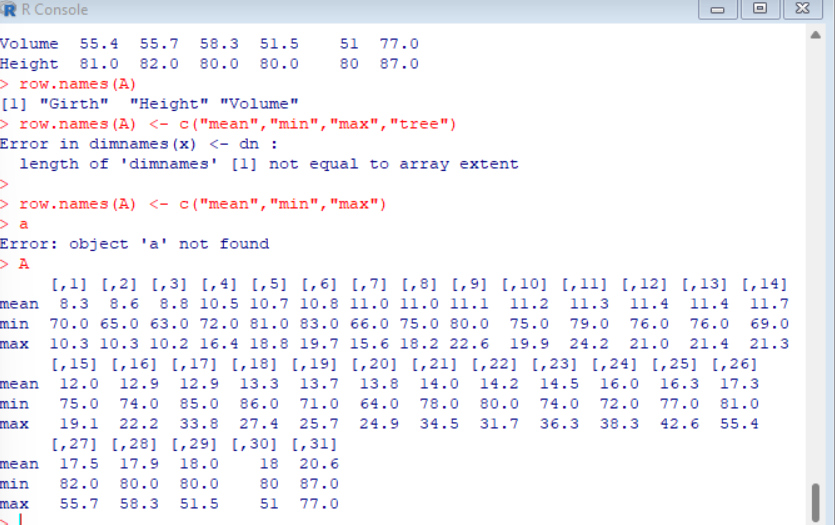 R Console
Volume  55.4  55.7  58.3  51.5    51  77.0
Height  81.0  82.0  80.0  80.0    80  87.0
> row.names(A)
[1] "Girth"  "Height" "Volume"
> row.names(A) <- c("mean","min","max","tree")
Error in dimnames(x) <- dn :
  length of 'dimnames' [1] not equal to array extent
>
> row.names(A) <- c("mean","min","max")
> a
Error: object 'a' not found
> A
     [,1] [,2] [,3] [,4] [,5] [,6] [,7] [,8] [,9] [,10] [,11] [,12] [,13] [,14]
mean  8.3  8.6  8.8 10.5 10.7 10.8 11.0 11.0 11.1  11.2  11.3  11.4  11.4  11.7
min  70.0 65.0 63.0 72.0 81.0 83.0 66.0 75.0 80.0  75.0  79.0  76.0  76.0  69.0
max  10.3 10.3 10.2 16.4 18.8 19.7 15.6 18.2 22.6  19.9  24.2  21.0  21.4  21.3
     [,15] [,16] [,17] [,18] [,19] [,20] [,21] [,22] [,23] [,24] [,25] [,26]
mean  12.0  12.9  12.9  13.3  13.7  13.8  14.0  14.2  14.5  16.0  16.3  17.3
min   75.0  74.0  85.0  86.0  71.0  64.0  78.0  80.0  74.0  72.0  77.0  81.0
max   19.1  22.2  33.8  27.4  25.7  24.9  34.5  31.7  36.3  38.3  42.6  55.4
     [,27] [,28] [,29] [,30] [,31]
mean  17.5  17.9  18.0    18  20.6
min   82.0  80.0  80.0    80  87.0
max   55.7  58.3  51.5    51  77.0
>